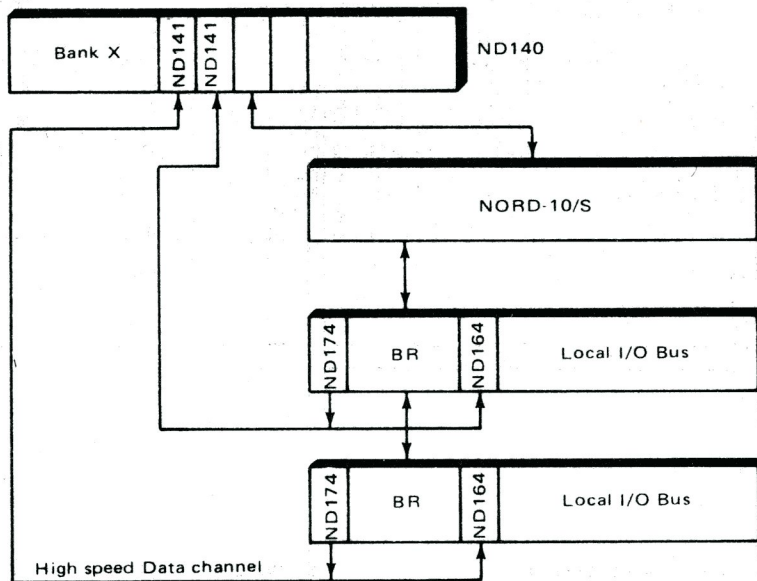 Bank X
ND141
ND141
ND140
NORD-10/S
ND174
BR
ND164
Local I/O Bus
ND174
BR
ND164
Local I/O Bus
High speed Data channel